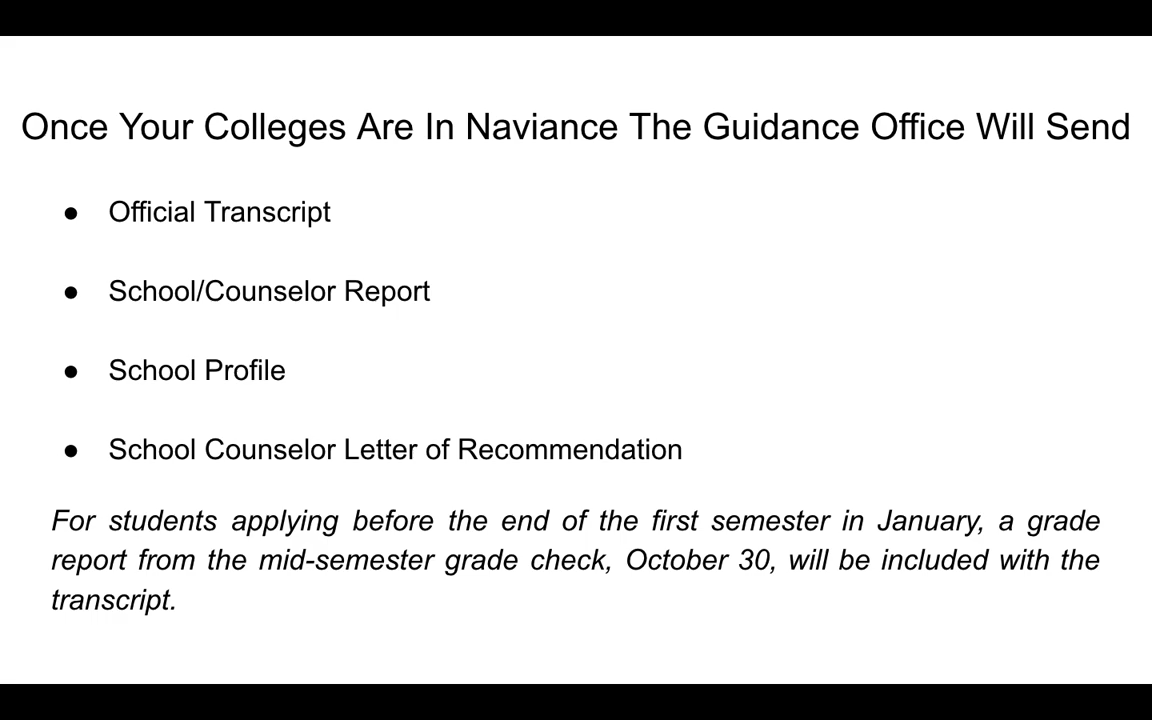 Once Your Colleges Are In Naviance The Guidance Office Will Send
● Official Transcript
● School/Counselor Report
● School Profile
● School Counselor Letter of Recommendation
For students applying before the end of the first semester in January, a grade
report from the mid-semester grade check, October 30, will be included with the
transcript.